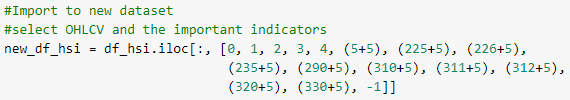 #Import to new dataset
#select OHLCV and the important indicators
new_df_hsi = df_hsi.iloc[:, [0, 1, 2, 3, 4, (5+5), (225+5), (226+5),
(235+5), (290+5), (310+5), (311+5), (312+5),
(320+5), (330+5), -1]]